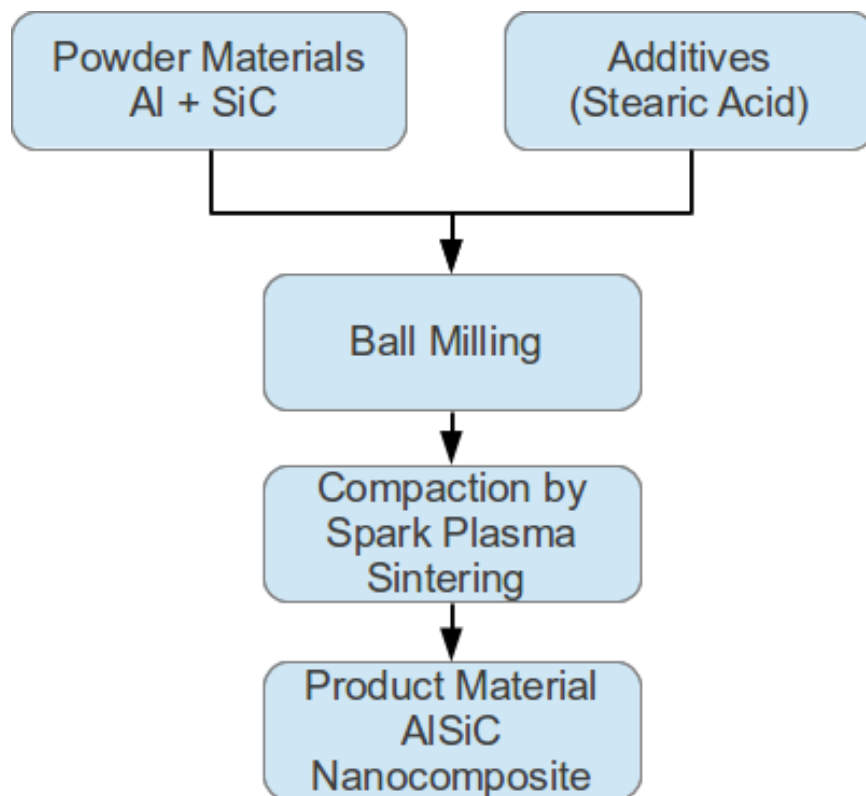 Powder Materials
Al + SiC
Additives
(Stearic Acid)
Ball Milling
Compaction by
Spark Plasma
Sintering
Product Material
AlSiC
Nanocomposite